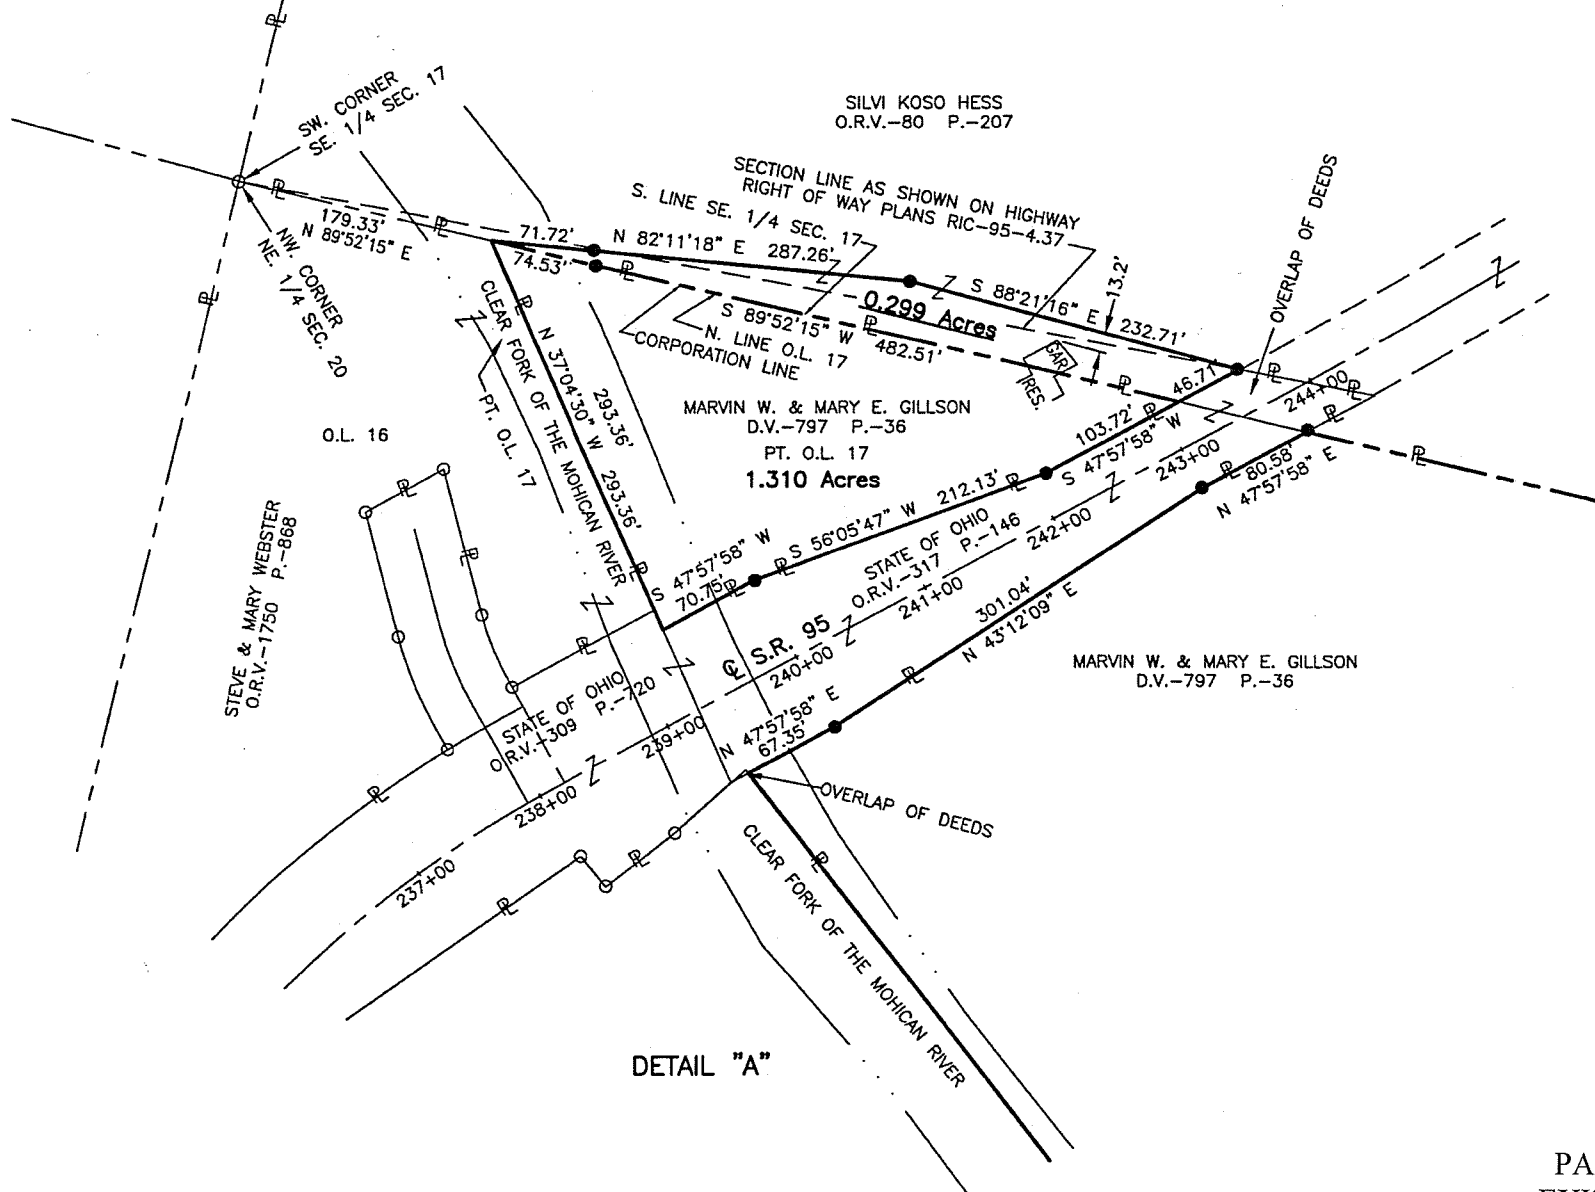 SILVI KOSO HESS
O.R.V.-80 P.-207
SW. CORNER
SE. 1/4 SEC. 17
SECTION LINE AS SHOWN ON HIGHWAY
RIGHT OF WAY PLANS RIC-95-4.37
S. LINE SE. 1/4 SEC. 17
OVERLAP OF DEEDS
179.33'
N 89°52'15" E
NW. CORNER
NE. 1/4 SEC. 20
71.72'
N 82°11'18" E 287.26'
74.53'
S 88°21'16" E 232.71'
13.2'
0.299 Acres
S 89°52'15" W 482.51'
N. LINE O.L. 17
CORPORATION LINE
GAR.
RES.
46.71'
244+00
CLEAR FORK OF THE MOHICAN RIVER
N 37°04'30" W 293.36'
293.36'
PT. O.L. 17
O.L. 16
MARVIN W. & MARY E. GILLSON
D.V.-797 P.-36
PT. O.L. 17
1.310 Acres
103.72'
S 47°57'58" W
243+00
80.58'
N 47°57'58" E
STEVE & MARY WEBSTER
O.R.V.-1750 P.-868
S 47°57'58" W
70.75'
S 56°05'47" W 212.13'
STATE OF OHIO
O.R.V.-317 P.-146
242+00
241+00
301.04'
N 43°12'09" E
℄ S.R. 95
240+00
MARVIN W. & MARY E. GILLSON
D.V.-797 P.-36
STATE OF OHIO
O.R.V.-309 P.-720
239+00
N 47°57'58" E
67.35'
238+00
237+00
OVERLAP OF DEEDS
CLEAR FORK OF THE MOHICAN RIVER
DETAIL "A"
PA